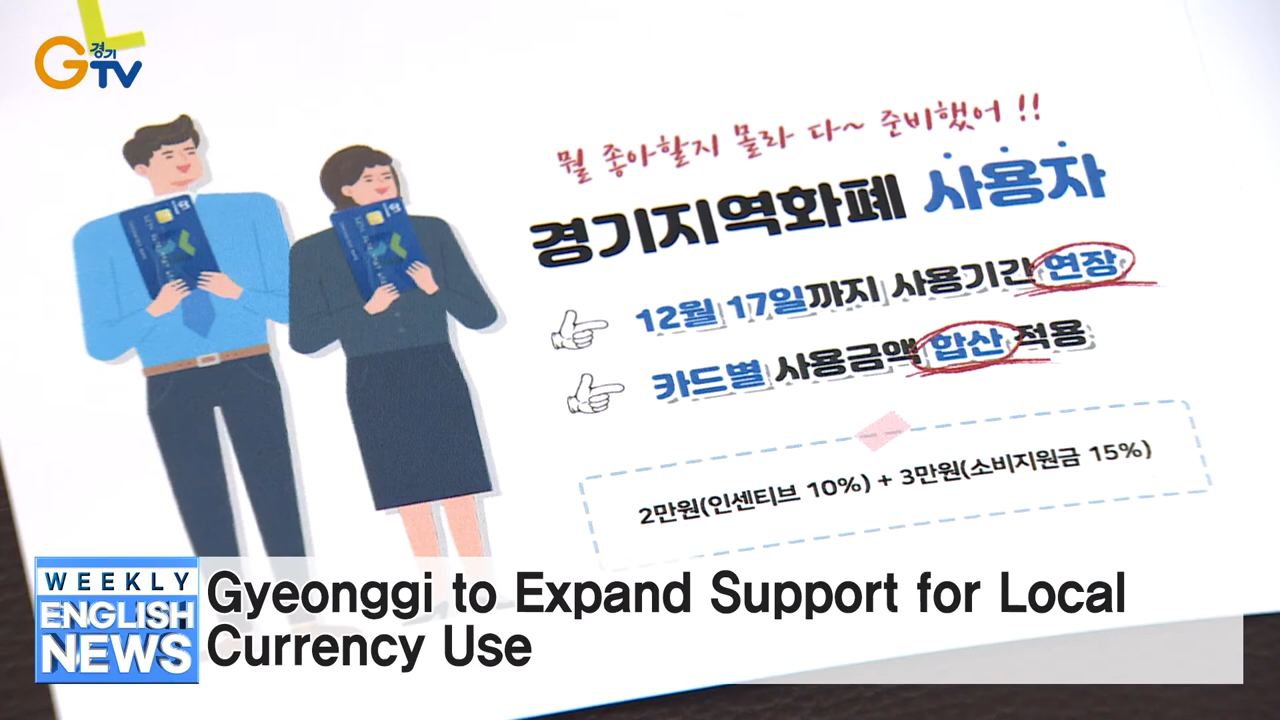 G경기TV
뭘 좋아할지 몰라 다~ 준비했어 !!
경기지역화폐 사용자
12월 17일까지 사용기간 연장
카드별 사용금액 합산 적용
2만원(인센티브 10%) + 3만원(소비지원금 15%)
WEEKLY
ENGLISH
NEWS
Gyeonggi to Expand Support for Local
Currency Use